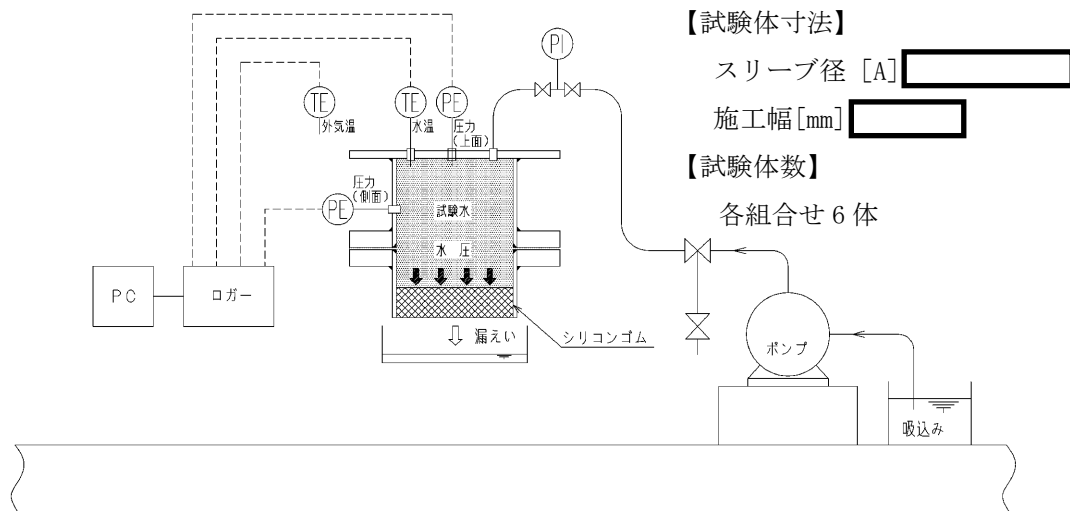 【試験体寸法】
スリーブ径 [A]
施工幅[mm]
【試験体数】
各組合せ6体
PI
TE
外気温
TE
水温
PE
圧力
(上面)
圧力
(側面)
PE
試験水
水 圧
PC
ロガー
漏えい
シリコンゴム
ポンプ
吸込み